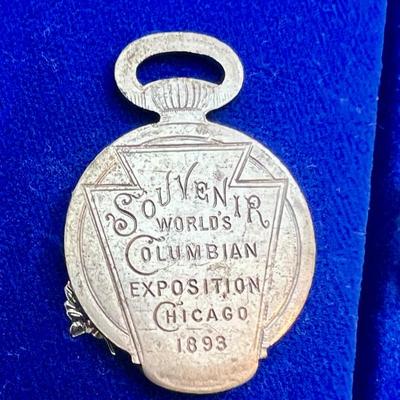 SOUVENIR
WORLD'S
COLUMBIAN
EXPOSITION
CHICAGO
1893